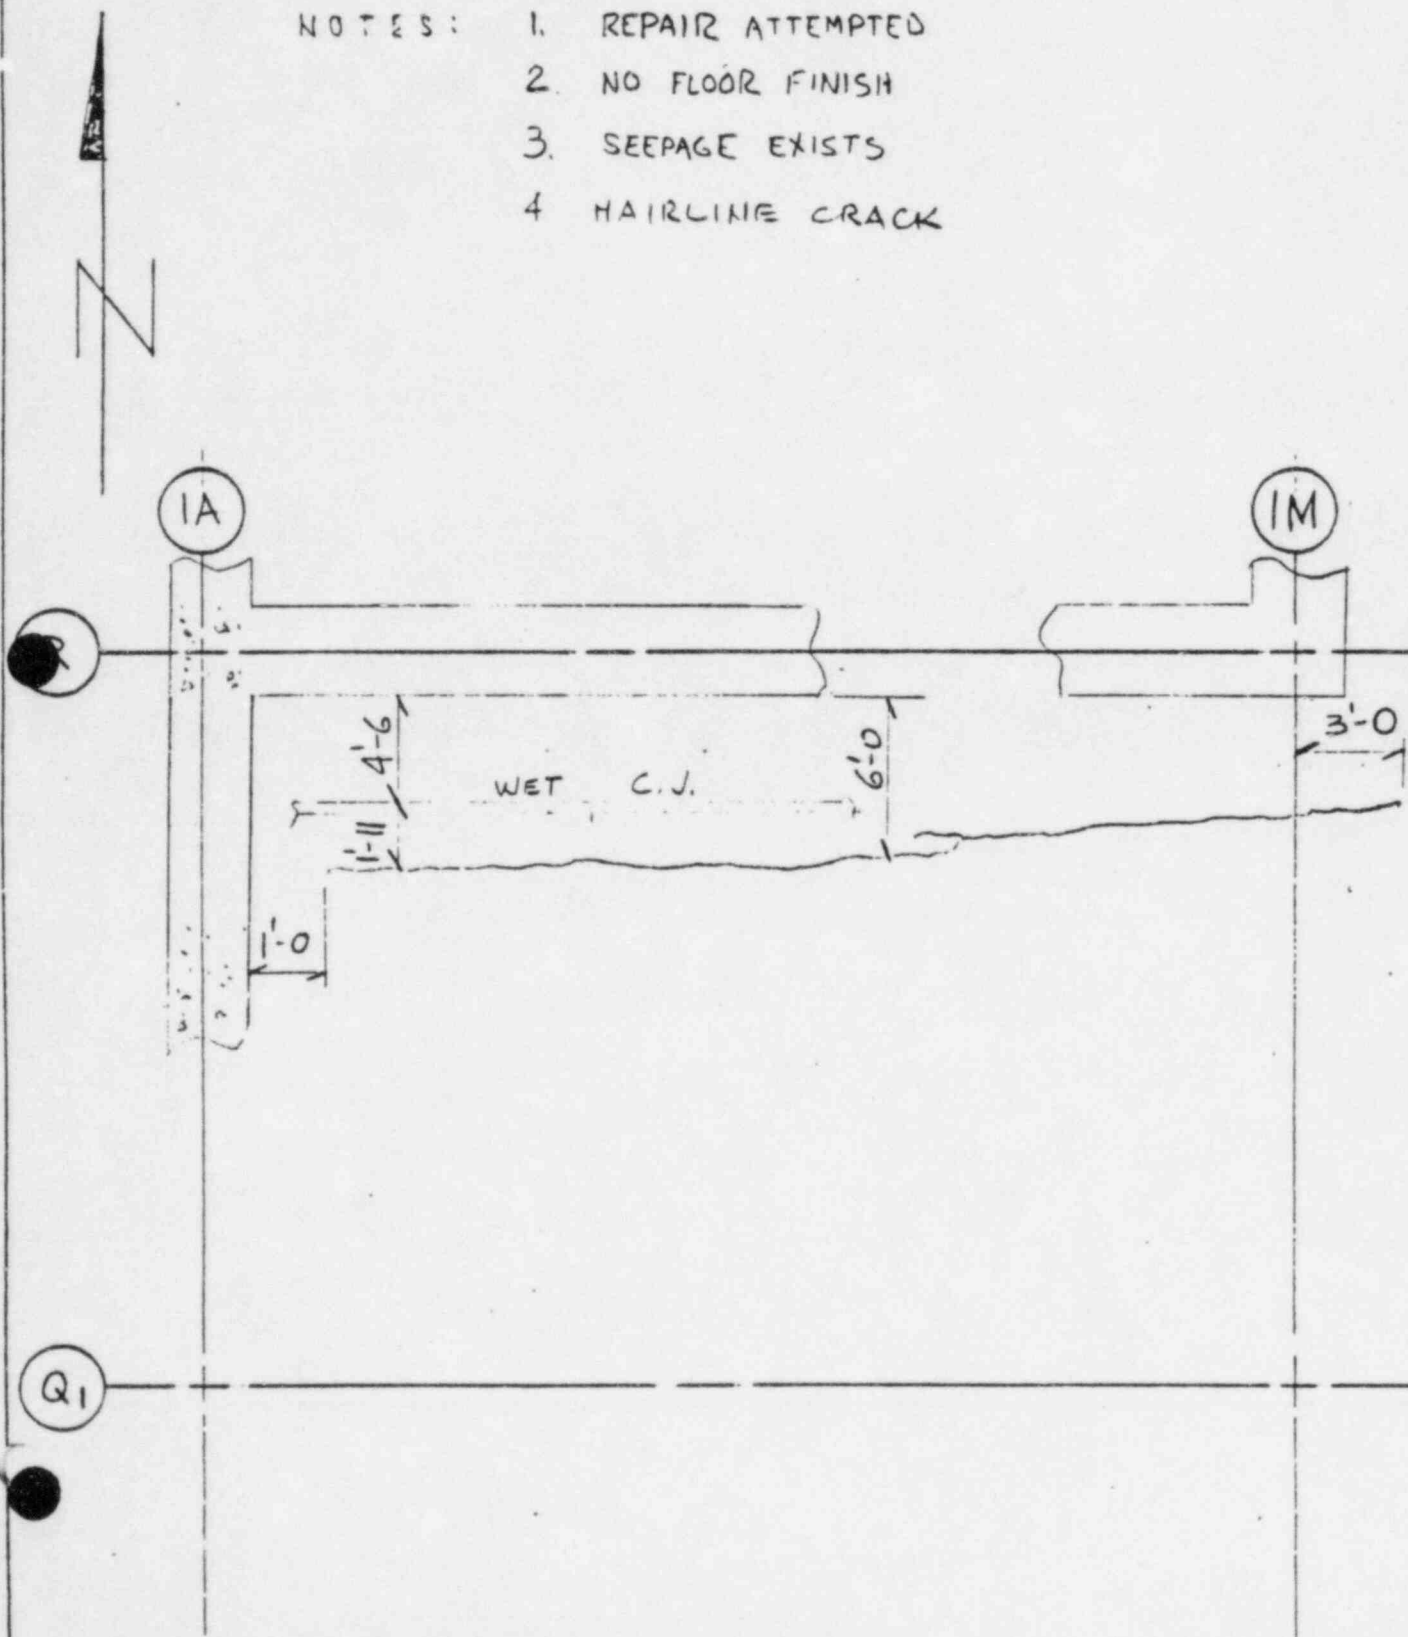 NOTES: 1. REPAIR ATTEMPTED
2. NO FLOOR FINISH
3. SEEPAGE EXISTS
4 HAIRLINE CRACK
N
1A
1M
R
3'-0
4'-6
6'-0
WET C.J.
1'-11
1'-0
Q1